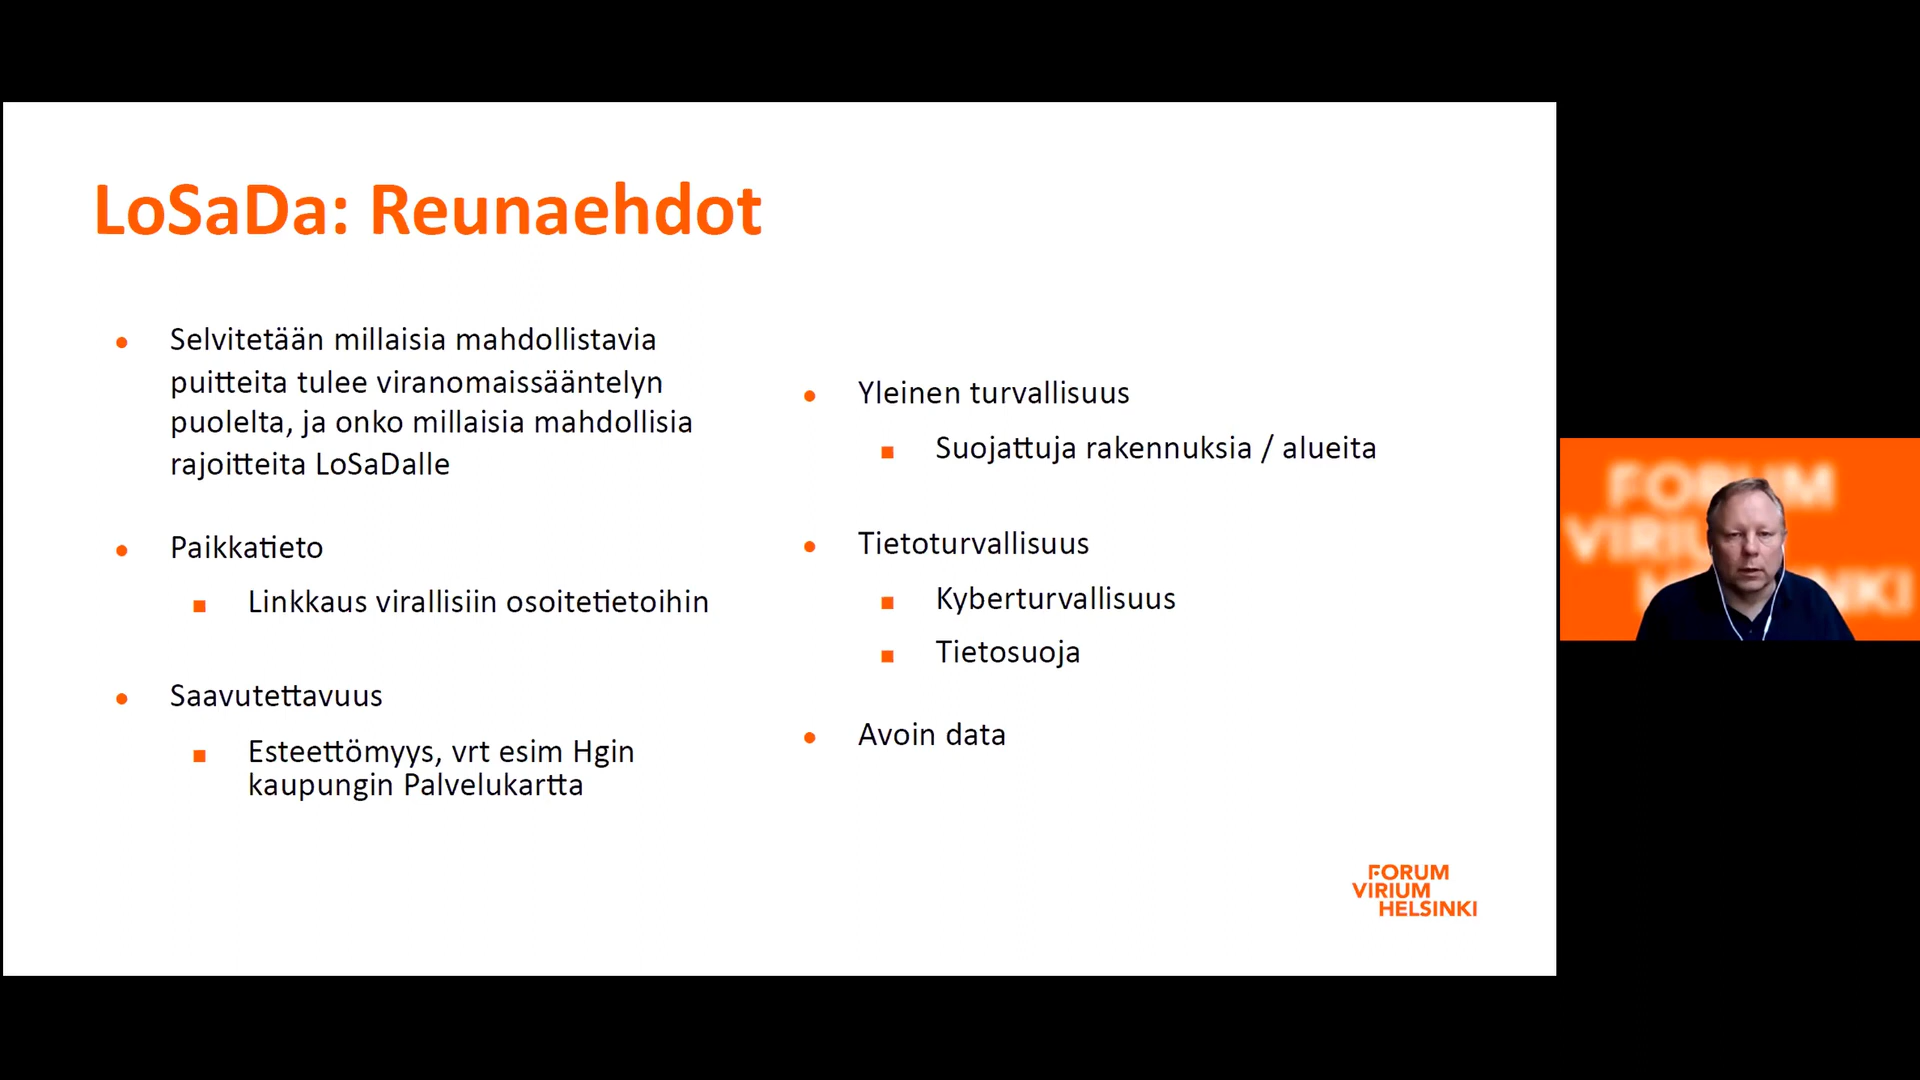 LoSaDa: Reunaehdot
Selvitetään millaisia mahdollistavia
puitteita tulee viranomaissääntelyn
puolelta, ja onko millaisia mahdollisia
rajoitteita LoSaDalle
Paikkatieto
Linkkaus virallisiin osoitetietoihin
Saavutettavuus
Esteettömyys, vrt esim Hgin
kaupungin Palvelukartta
Yleinen turvallisuus
Suojattuja rakennuksia / alueita
Tietoturvallisuus
Kyberturvallisuus
Tietosuoja
Avoin data
FORUM
VIRIUM
HELSINKI